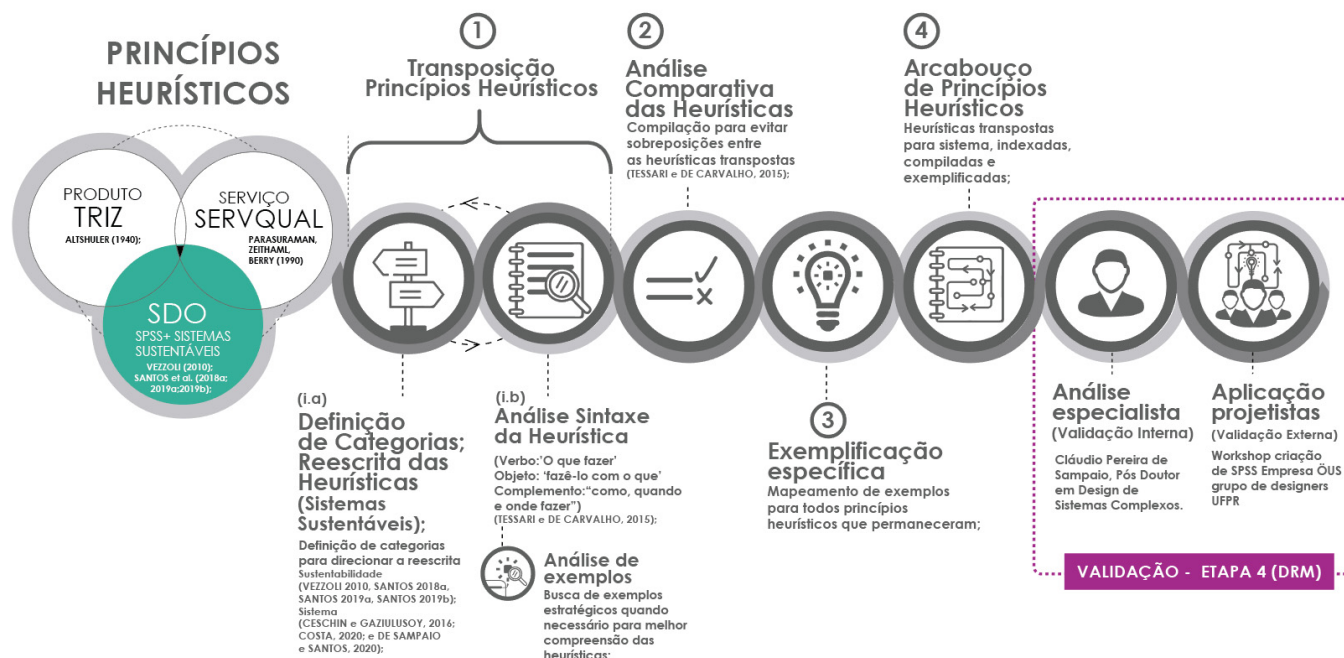 PRINCÍPIOS
HEURÍSTICOS
PRODUTO
TRIZ
ALTSHULER (1940);
SERVIÇO
SERVQUAL
PARASURAMAN,
ZEITHAML,
BERRY (1990)
SDO
SPSS+ SISTEMAS
SUSTENTÁVEIS
VEZZOLI (2010);
SANTOS et al. (2018a;
2019a;2019b);
1
Transposição
Princípios Heurísticos
(i.a)
Definição
de Categorias;
Reescrita das
Heurísticas
(Sistemas
Sustentáveis);
Definição de categorias
para direcionar a reescrita
Sustentabilidade
(VEZZOLI 2010, SANTOS 2018a,
SANTOS 2019a, SANTOS 2019b);
Sistema
(CESCHIN e GAZIULUSOY, 2016;
COSTA, 2020; e DE SAMPAIO
e SANTOS, 2020);
(i.b)
Análise Sintaxe
da Heurística
(Verbo:'O que fazer'
Objeto: 'fazê-lo com o que'
Complemento:"como, quando
e onde fazer")
(TESSARI e DE CARVALHO, 2015);
Análise de
exemplos
Busca de exemplos
estratégicos quando
necessário para melhor
compreensão das
heurísticas;
2
Análise
Comparativa
das Heurísticas
Compilação para evitar
sobreposições entre
as heurísticas transpostas
(TESSARI e DE CARVALHO, 2015);
3
Exemplificação
específica
Mapeamento de exemplos
para todos princípios
heurísticos que permaneceram;
4
Arcabouço
de Princípios
Heurísticos
Heurísticas transpostas
para sistema, indexadas,
compiladas e
exemplificadas;
Análise
especialista
(Validação Interna)
Cláudio Pereira de
Sampaio, Pós Doutor
em Design de
Sistemas Complexos.
Aplicação
projetistas
(Validação Externa)
Workshop criação
de SPSS Empresa ÖUS
grupo de designers
UFPR
VALIDAÇÃO - ETAPA 4 (DRM)